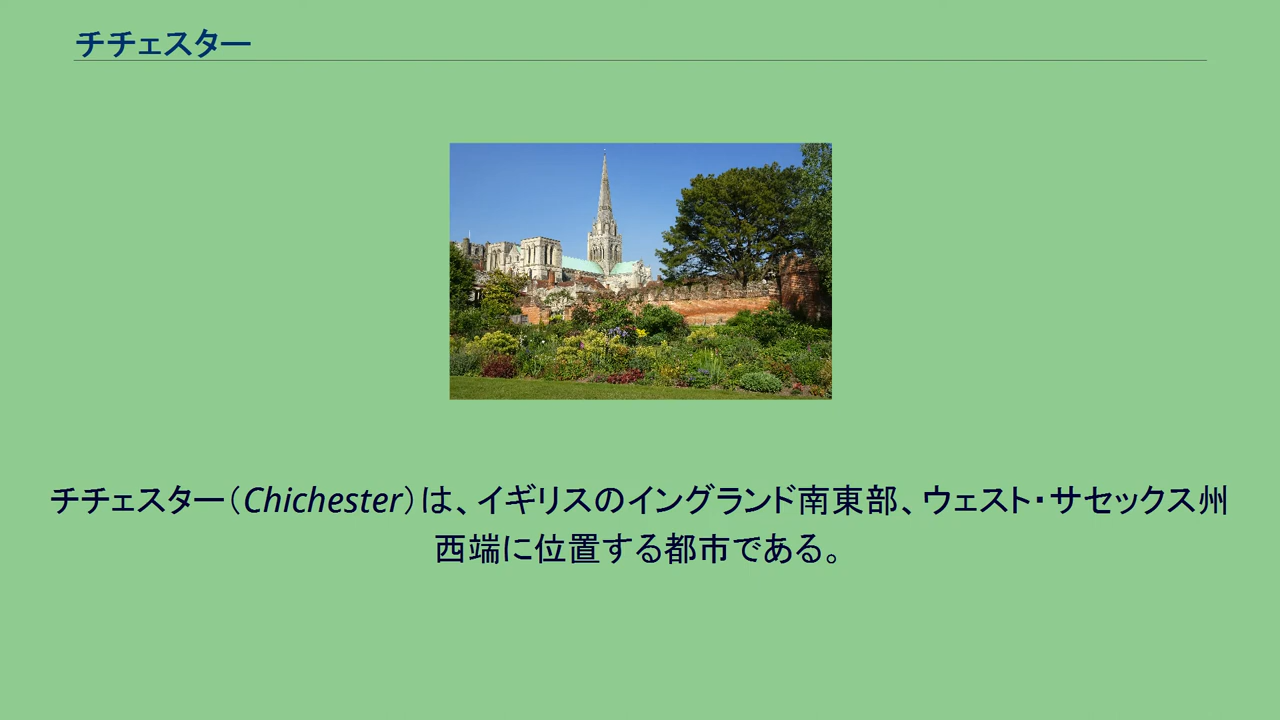 チチェスター
チチェスター（Chichester）は、イギリスのイングランド南東部、ウェスト・サセックス州
西端に位置する都市である。